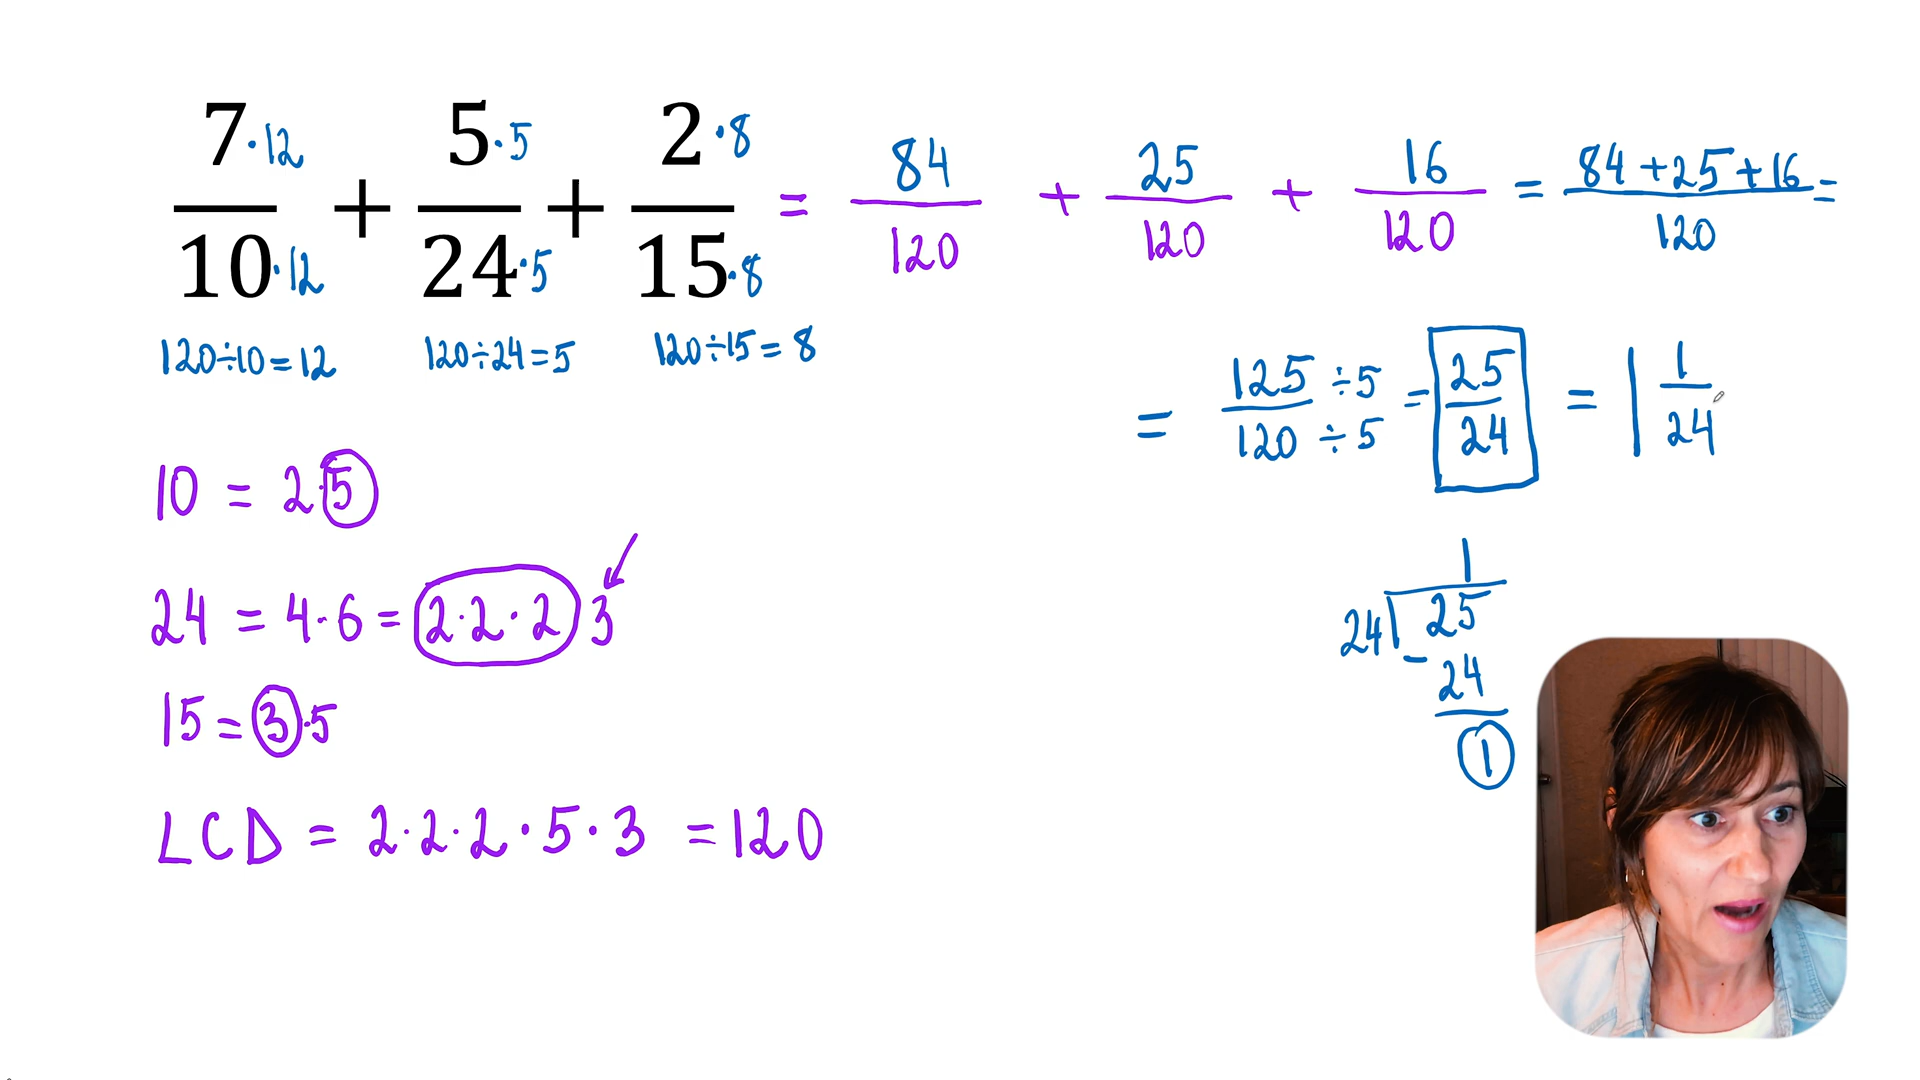 7·12/10·12 + 5·5/24·5 + 2·8/15·8 = 84/120 + 25/120 + 16/120 = 84+25+16/120 =
120÷10=12 120÷24=5 120÷15=8
= 125÷5/120÷5 = 25/24 = 1 1/24
10 = 2·5
24 = 4·6 = 2·2·2 3
15 = 3·5
LCD = 2·2·2·5·3 = 120
1
24 25
- 24
1